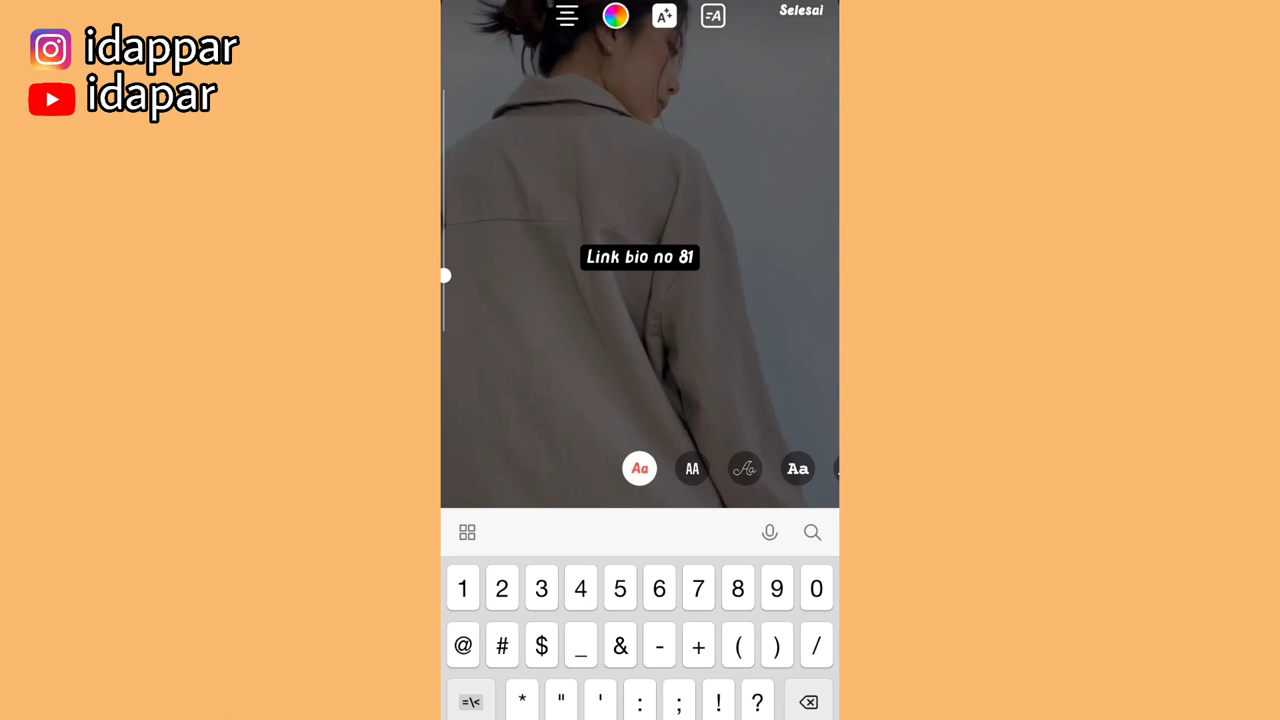 idappar
idapar
Selesai
A+
=A
Link bio no 81
Aa
AA
Aa
Aa
1 2 3 4 5 6 7 8 9 0
@ # $ _ & - + ( ) /
=\< * " ' : ; ! ?